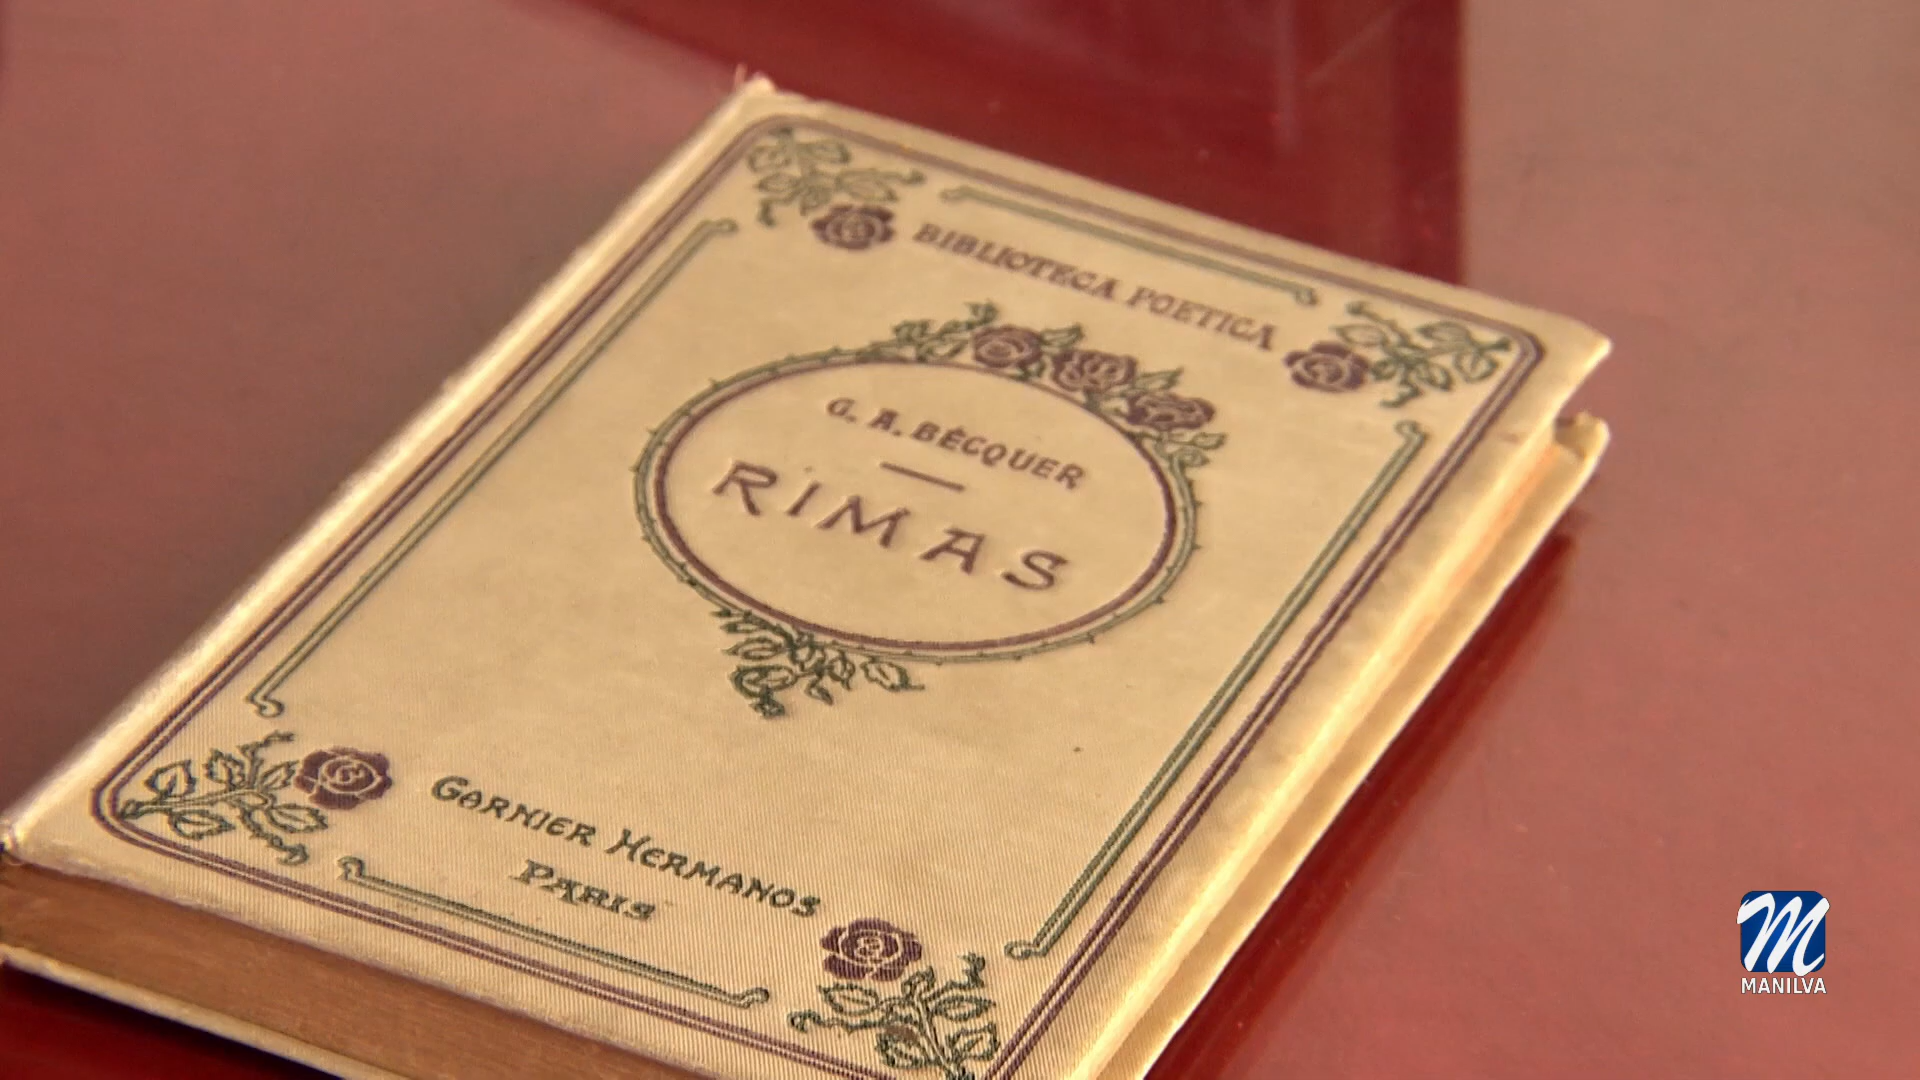 BIBLIOTECA POETICA
G. A. BÉCQUER
RIMAS
GARNIER HERMANOS
PARIS
M
MANILVA